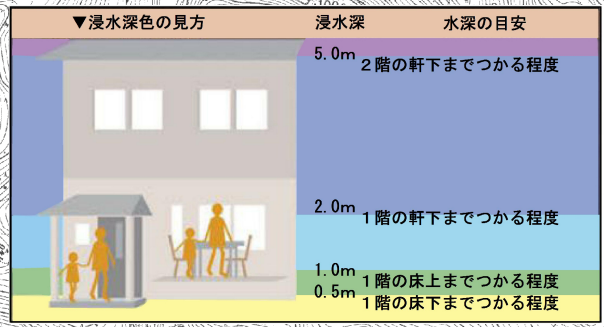 ▼浸水深色の見方 浸水深 水深の目安
5.0m
２階の軒下までつかる程度
2.0m
１階の軒下までつかる程度
1.0m
１階の床上までつかる程度
0.5m
１階の床下までつかる程度